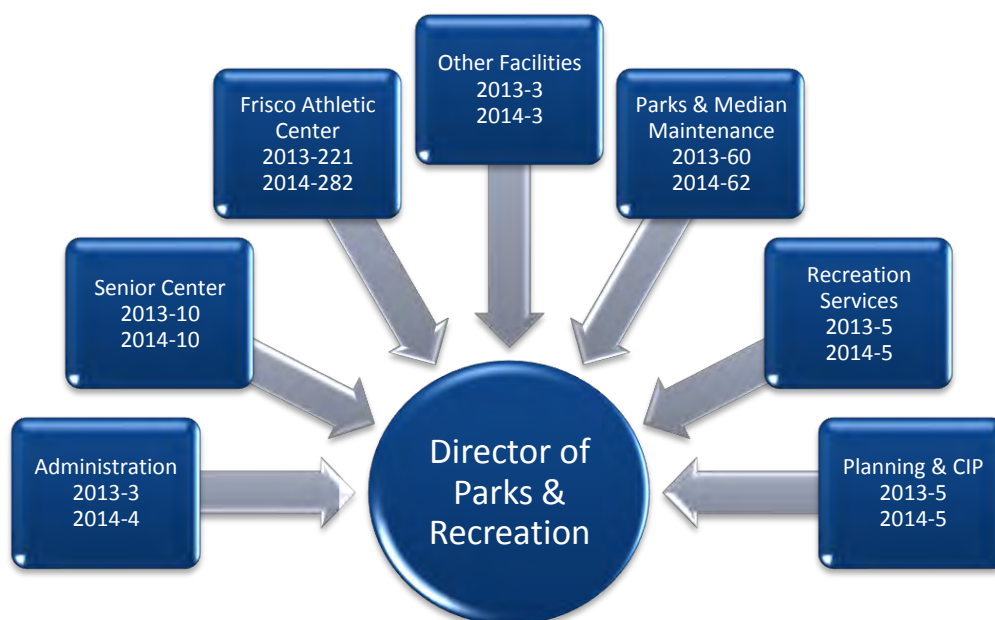 Other Facilities
2013-3
2014-3
Frisco Athletic
Center
2013-221
2014-282
Parks & Median
Maintenance
2013-60
2014-62
Senior Center
2013-10
2014-10
Recreation
Services
2013-5
2014-5
Administration
2013-3
2014-4
Director of
Parks &
Recreation
Planning & CIP
2013-5
2014-5